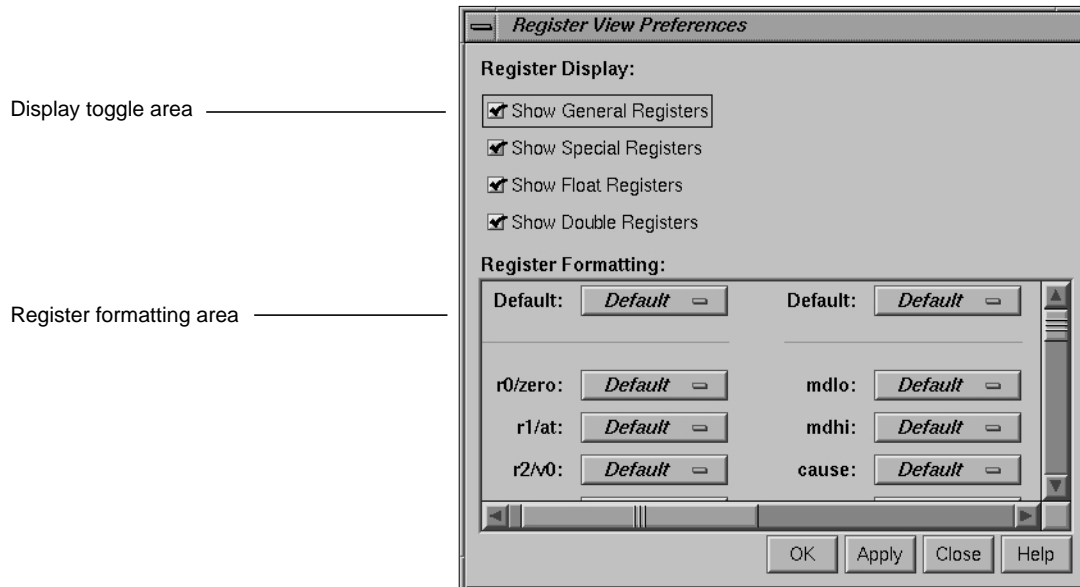 Register View Preferences
Register Display:
Display toggle area
Show General Registers
Show Special Registers
Show Float Registers
Show Double Registers
Register Formatting:
Register formatting area
Default: Default Default: Default
r0/zero: Default mdlo: Default
r1/at: Default mdhi: Default
r2/v0: Default cause: Default
OK Apply Close Help